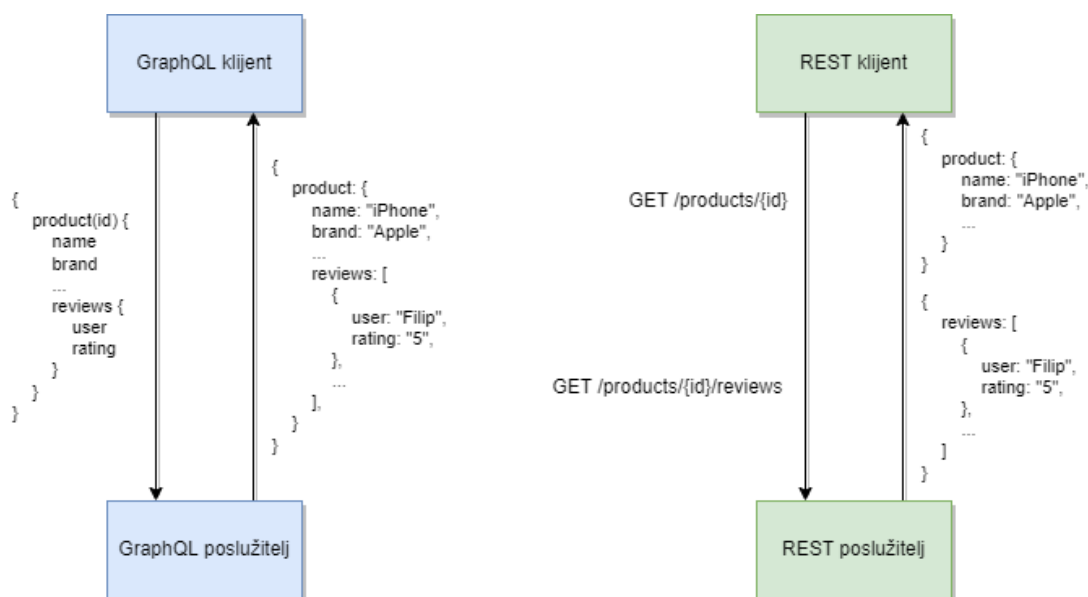 GraphQL klijent
{
product(id) {
name
brand
...
reviews {
user
rating
}
}
}
{
product: {
name: "iPhone",
brand: "Apple",
...
reviews: [
{
user: "Filip",
rating: "5",
},
...
],
}
}
GraphQL poslužitelj
REST klijent
GET /products/{id}
GET /products/{id}/reviews
{
product: {
name: "iPhone",
brand: "Apple",
...
}
}
{
reviews: [
{
user: "Filip",
rating: "5",
},
...
]
}
REST poslužitelj